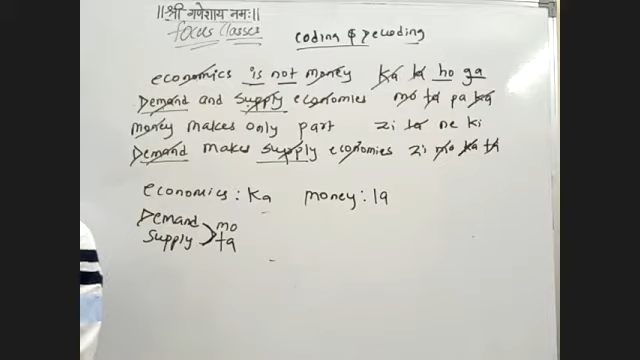 ||श्री गणेशाय नमः||
focus classes
coding & Decoding
economics is not money ka la ho ga
Demand and supply economics mo ta pa ka
money makes only part zi la ne ki
Demand makes supply economics zi mo ka ta
economics : ka money : la
Demand mo
supply ta